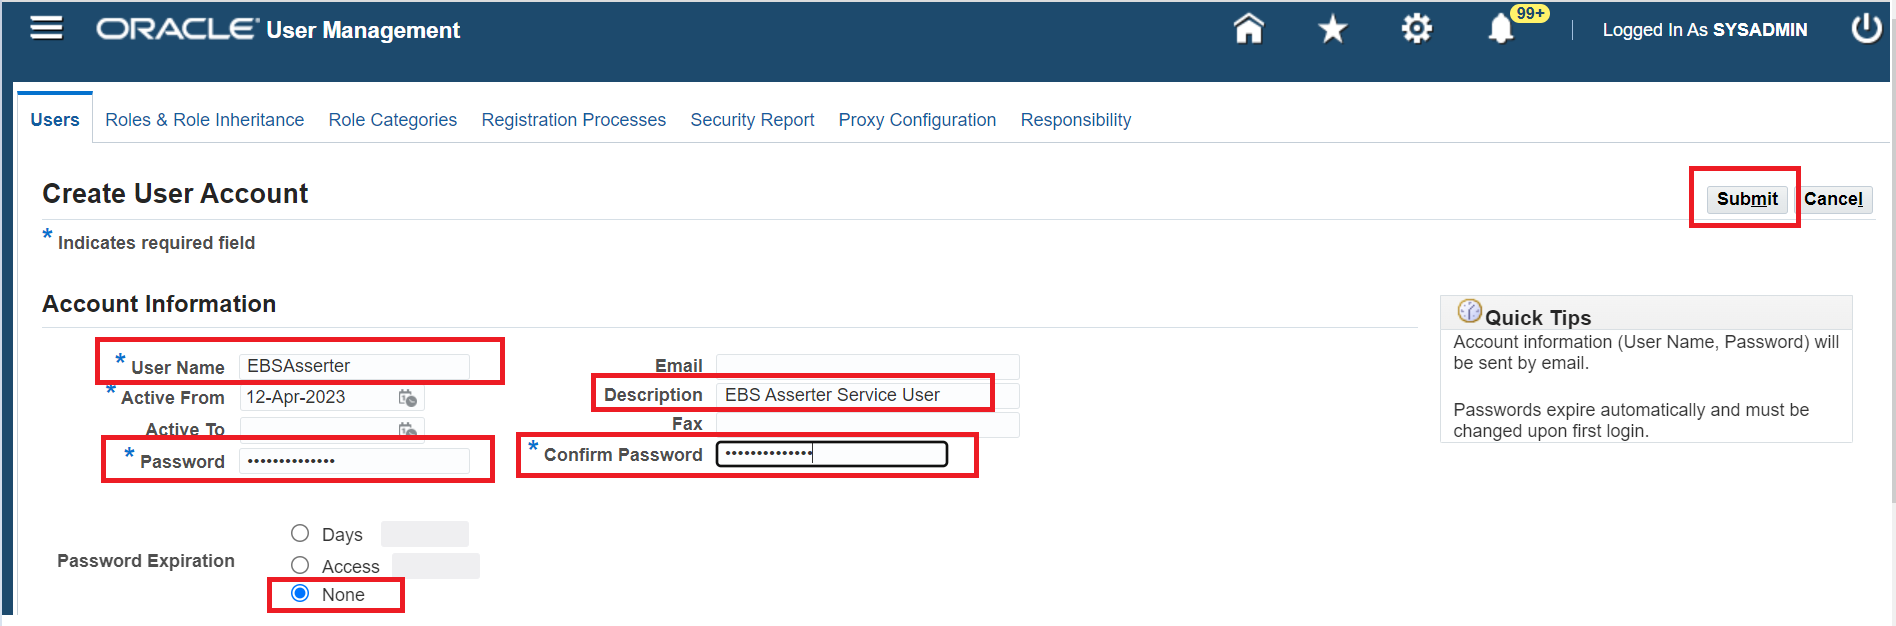 ORACLE® User Management
99+
Logged In As SYSADMIN
Users Roles & Role Inheritance Role Categories Registration Processes Security Report Proxy Configuration Responsibility
Create User Account
Submit Cancel
* Indicates required field
Account Information
* User Name EBSAsserter
* Active From 12-Apr-2023
Active To
* Password ••••••••••••••
Email
Description EBS Asserter Service User
Fax
* Confirm Password ••••••••••••••
Password Expiration
Days
Access
None
Quick Tips
Account information (User Name, Password) will
be sent by email.
Passwords expire automatically and must be
changed upon first login.